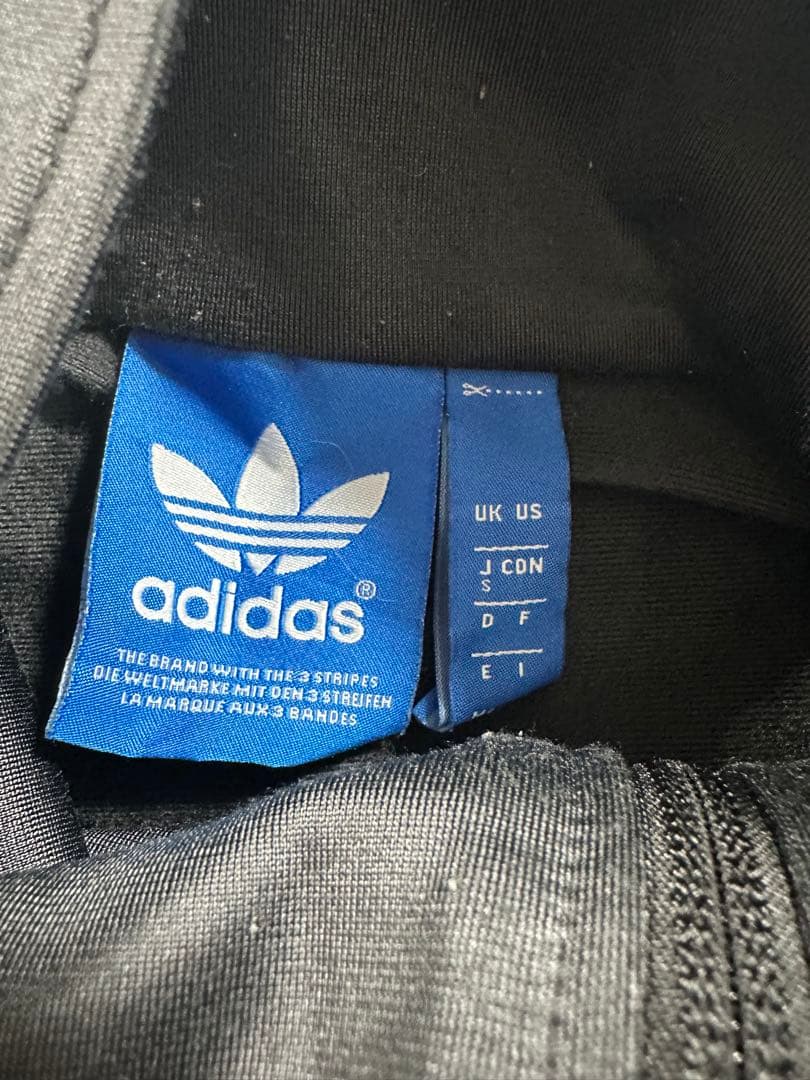 adidas®
THE BRAND WITH THE 3 STRIPES
DIE WELTMARKE MIT DEN 3 STREIFEN
LA MARQUE AUX 3 BANDES
UK US
J CDN
S
D F
E I